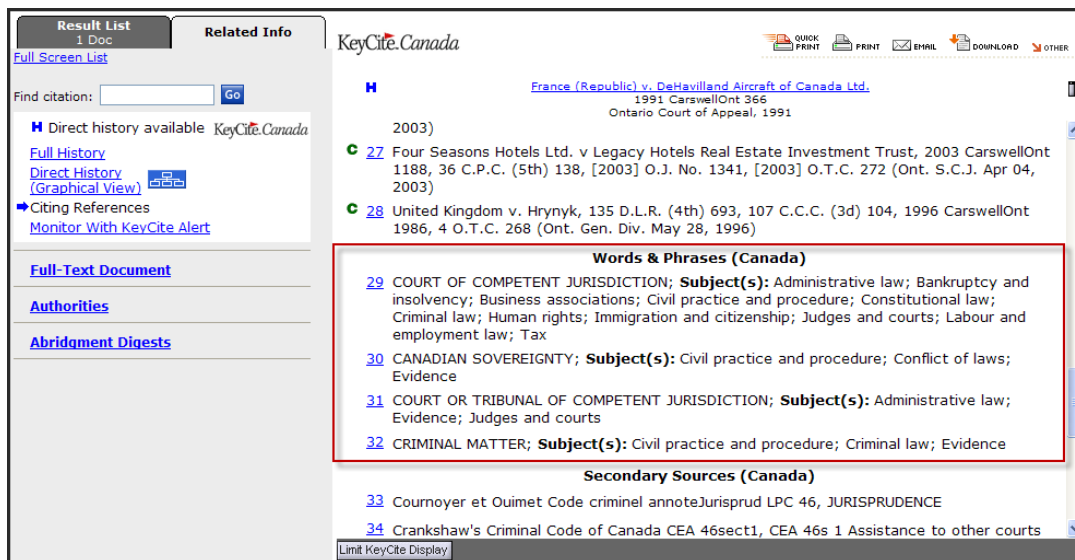 Result List
1 Doc
Related Info
Full Screen List
Find citation:
Go
H Direct history available KeyCite.Canada
Full History
Direct History
(Graphical View)
Citing References
Monitor With KeyCite Alert
Full-Text Document
Authorities
Abridgment Digests
KeyCite.Canada
QUICK PRINT
PRINT
EMAIL
DOWNLOAD
OTHER
H
France (Republic) v. DeHavilland Aircraft of Canada Ltd.
1991 CarswellOnt 366
Ontario Court of Appeal, 1991
2003)
C 27 Four Seasons Hotels Ltd. v Legacy Hotels Real Estate Investment Trust, 2003 CarswellOnt
1188, 36 C.P.C. (5th) 138, [2003] O.J. No. 1341, [2003] O.T.C. 272 (Ont. S.C.J. Apr 04,
2003)
C 28 United Kingdom v. Hrynyk, 135 D.L.R. (4th) 693, 107 C.C.C. (3d) 104, 1996 CarswellOnt
1986, 4 O.T.C. 268 (Ont. Gen. Div. May 28, 1996)
Words & Phrases (Canada)
29 COURT OF COMPETENT JURISDICTION; Subject(s): Administrative law; Bankruptcy and
insolvency; Business associations; Civil practice and procedure; Constitutional law;
Criminal law; Human rights; Immigration and citizenship; Judges and courts; Labour and
employment law; Tax
30 CANADIAN SOVEREIGNTY; Subject(s): Civil practice and procedure; Conflict of laws;
Evidence
31 COURT OR TRIBUNAL OF COMPETENT JURISDICTION; Subject(s): Administrative law;
Evidence; Judges and courts
32 CRIMINAL MATTER; Subject(s): Civil practice and procedure; Criminal law; Evidence
Secondary Sources (Canada)
33 Cournoyer et Ouimet Code criminel annoteJurisprud LPC 46, JURISPRUDENCE
34 Crankshaw's Criminal Code of Canada CEA 46sect1, CEA 46s 1 Assistance to other courts
Limit KeyCite Display